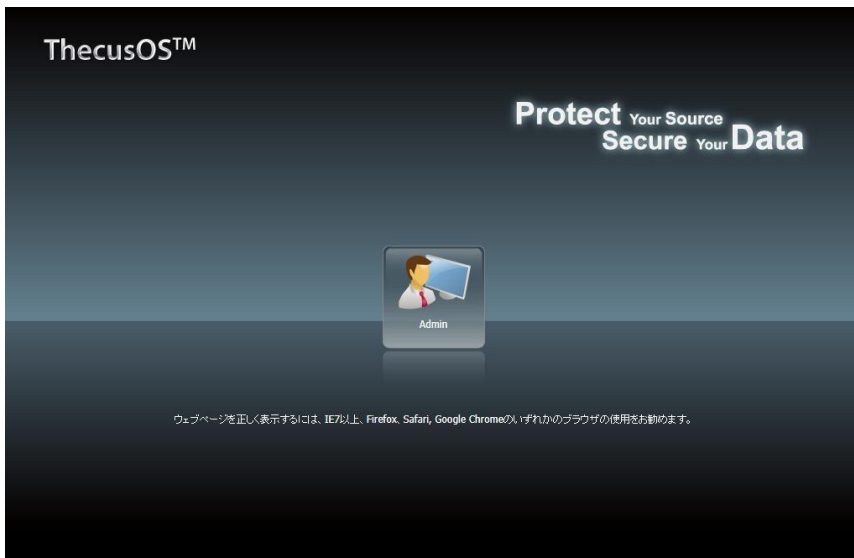 ThecusOS™
Protect Your Source
Secure Your Data
Admin
ウェブページを正しく表示するには、IE7以上、Firefox、Safari, Google Chromeのいずれかのブラウザの使用をお勧めます。